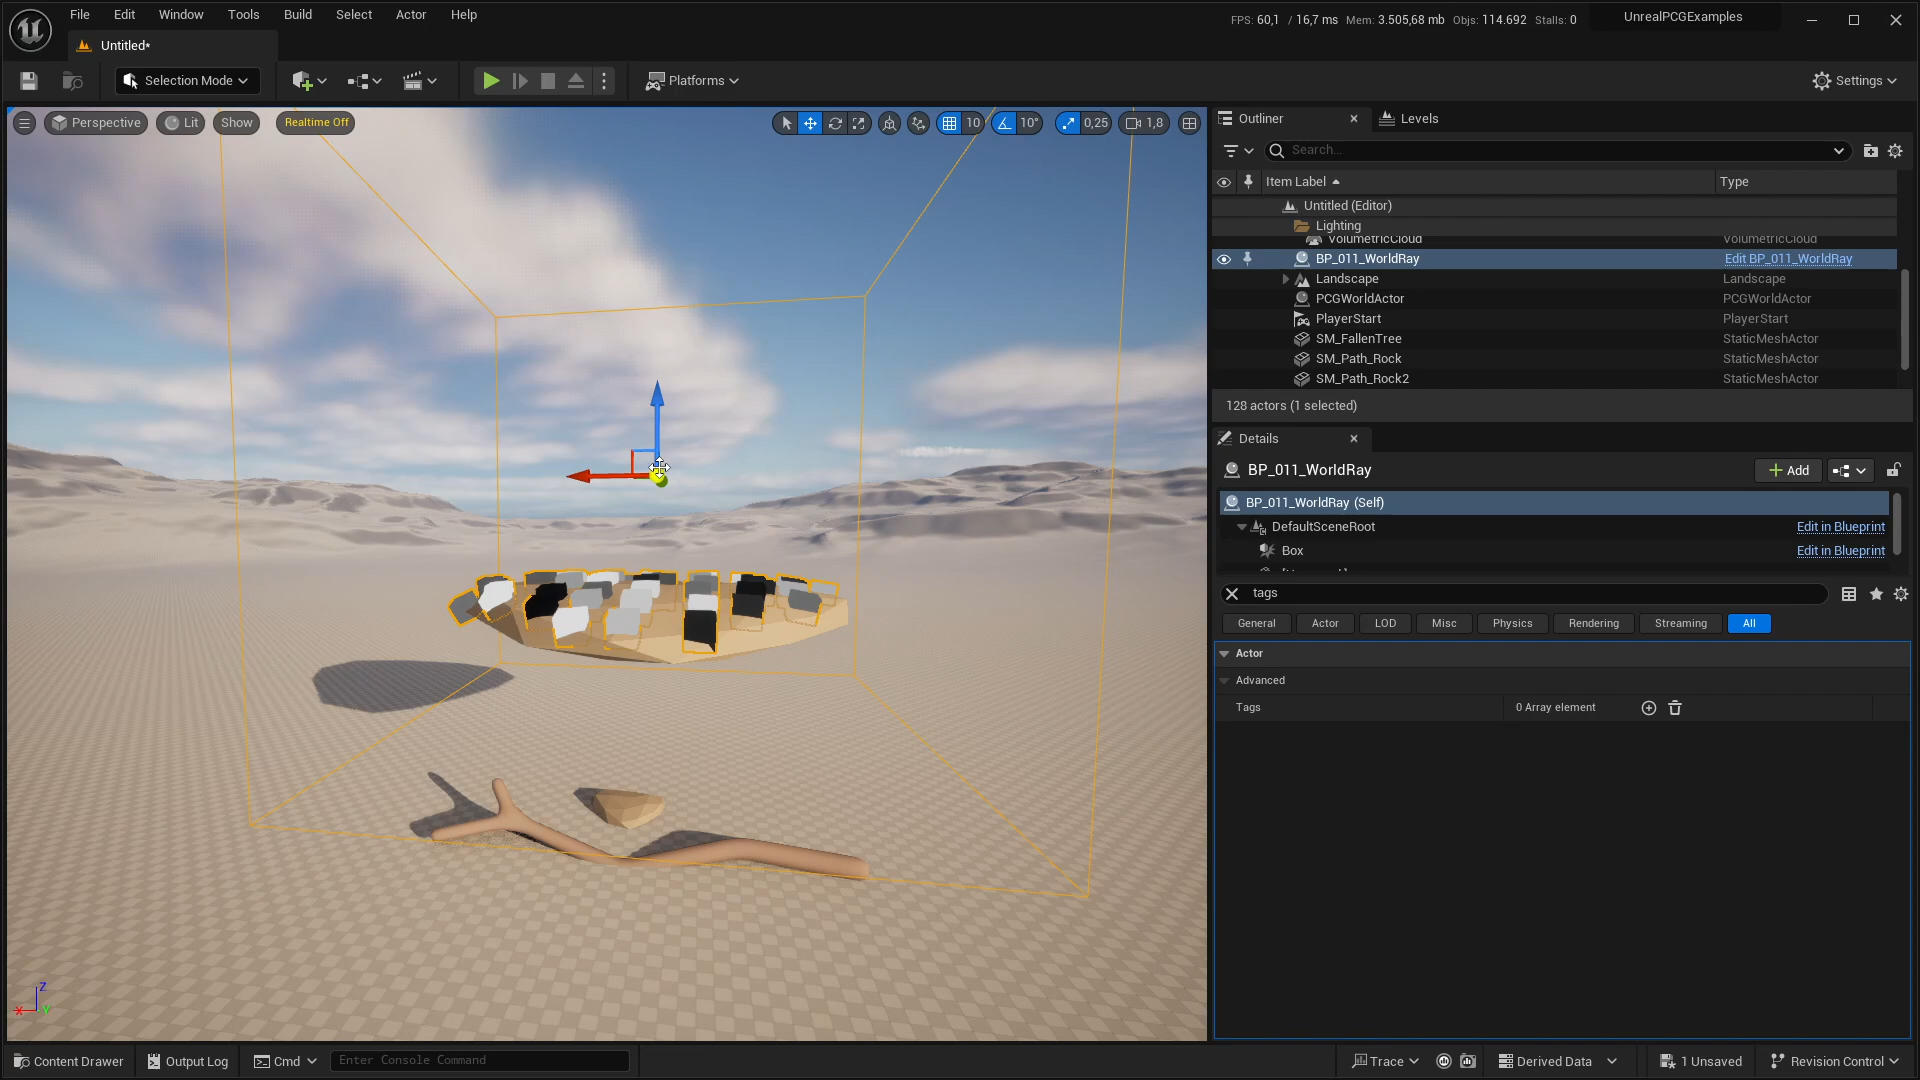 File Edit Window Tools Build Select Actor Help
FPS: 60,1 / 16,7 ms Mem: 3.505,68 mb Objs: 114.692 Stalls: 0
UnrealPCGExamples
Untitled*
Selection Mode
Platforms
Settings
Perspective Lit Show Realtime Off
10 10° 0,25 1,8
Outliner Levels
Search...
Item Label Type
Untitled (Editor)
Lighting
VolumetricCloud VolumetricCloud
BP_011_WorldRay Edit BP_011_WorldRay
Landscape Landscape
PCGWorldActor PCGWorldActor
PlayerStart PlayerStart
SM_FallenTree StaticMeshActor
SM_Path_Rock StaticMeshActor
SM_Path_Rock2 StaticMeshActor
128 actors (1 selected)
Details
BP_011_WorldRay
Add
BP_011_WorldRay (Self)
DefaultSceneRoot Edit in Blueprint
Box Edit in Blueprint
tags
General Actor LOD Misc Physics Rendering Streaming All
Actor
Advanced
Tags 0 Array element
Z
X Y
Content Drawer Output Log Cmd Enter Console Command
Trace Derived Data 1 Unsaved Revision Control